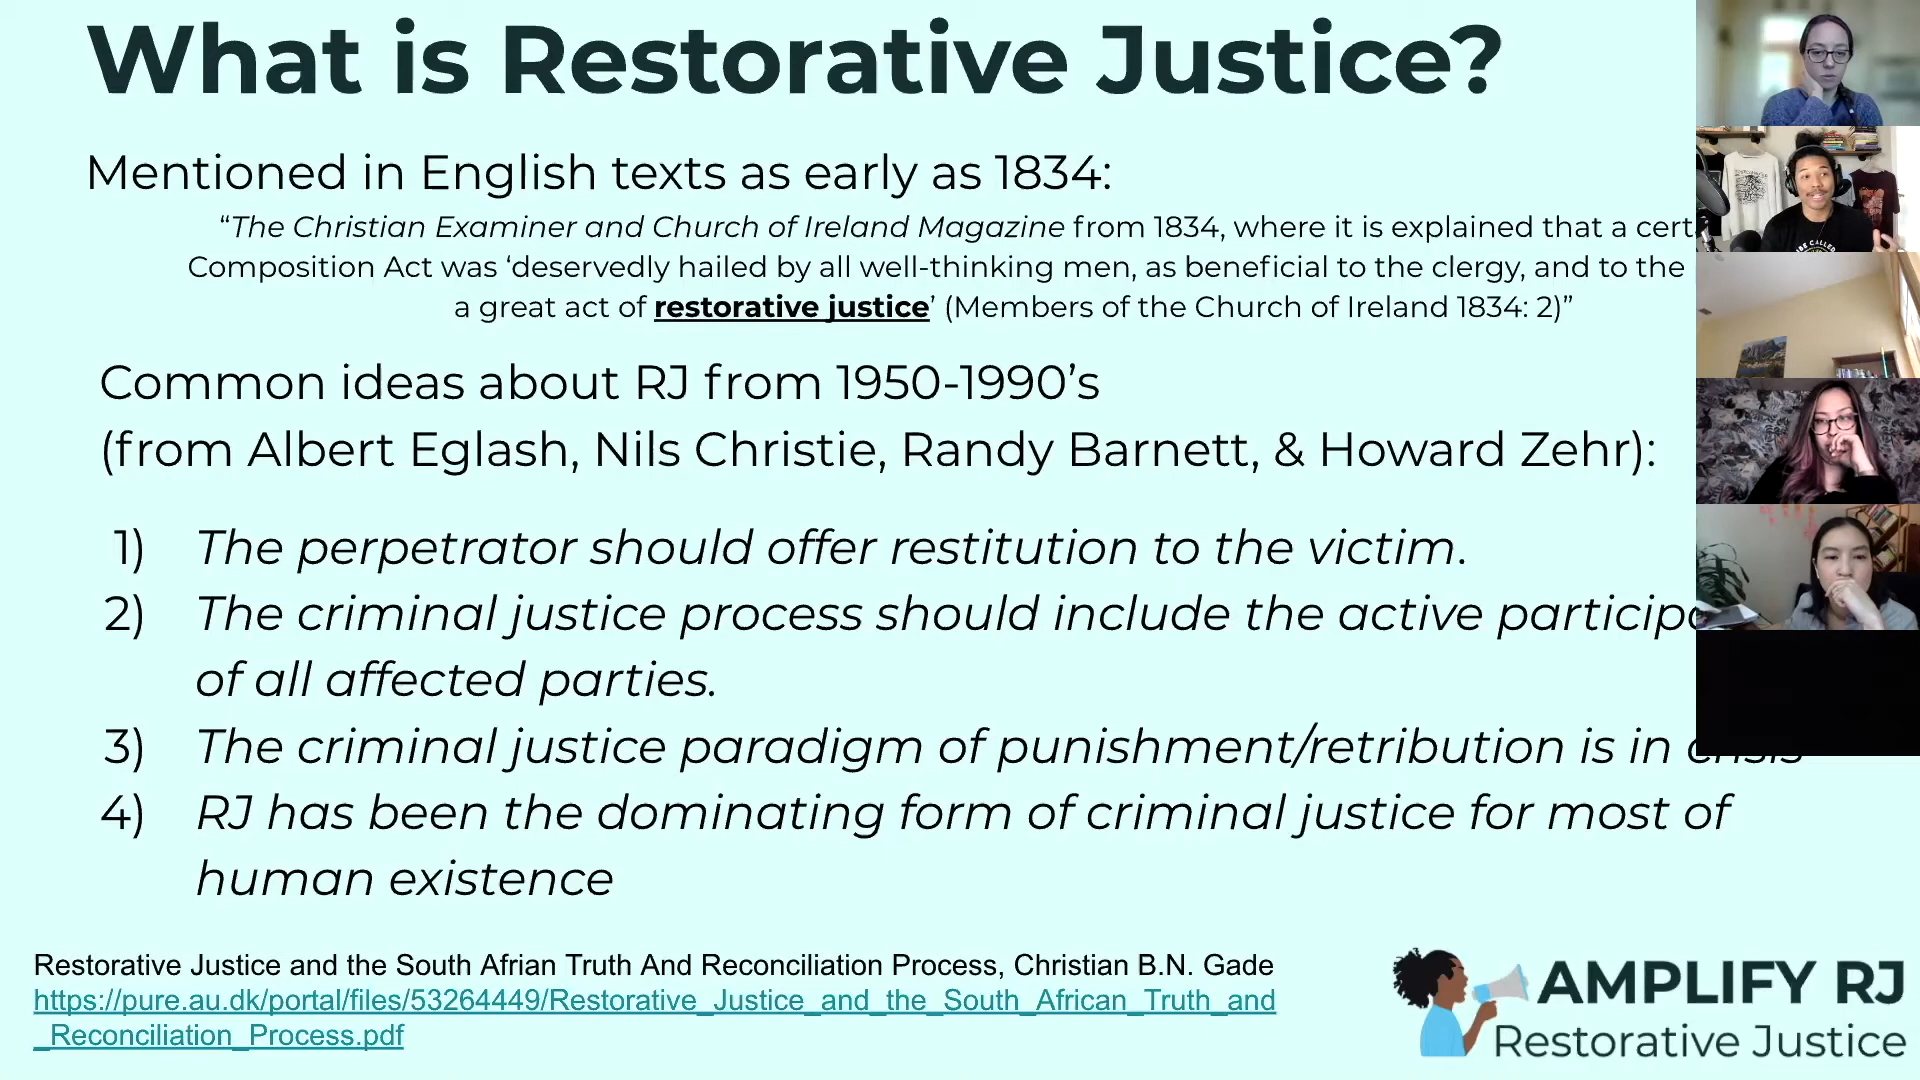 What is Restorative Justice?
Mentioned in English texts as early as 1834:
“The Christian Examiner and Church of Ireland Magazine from 1834, where it is explained that a cert
Composition Act was ‘deservedly hailed by all well-thinking men, as beneficial to the clergy, and to the
a great act of restorative justice’ (Members of the Church of Ireland 1834: 2)”
Common ideas about RJ from 1950-1990’s
(from Albert Eglash, Nils Christie, Randy Barnett, & Howard Zehr):
1) The perpetrator should offer restitution to the victim.
2) The criminal justice process should include the active participa
of all affected parties.
3) The criminal justice paradigm of punishment/retribution is in crisis
4) RJ has been the dominating form of criminal justice for most of
human existence
Restorative Justice and the South Afrian Truth And Reconciliation Process, Christian B.N. Gade
https://pure.au.dk/portal/files/53264449/Restorative_Justice_and_the_South_African_Truth_and
_Reconciliation_Process.pdf
AMPLIFY RJ
Restorative Justice